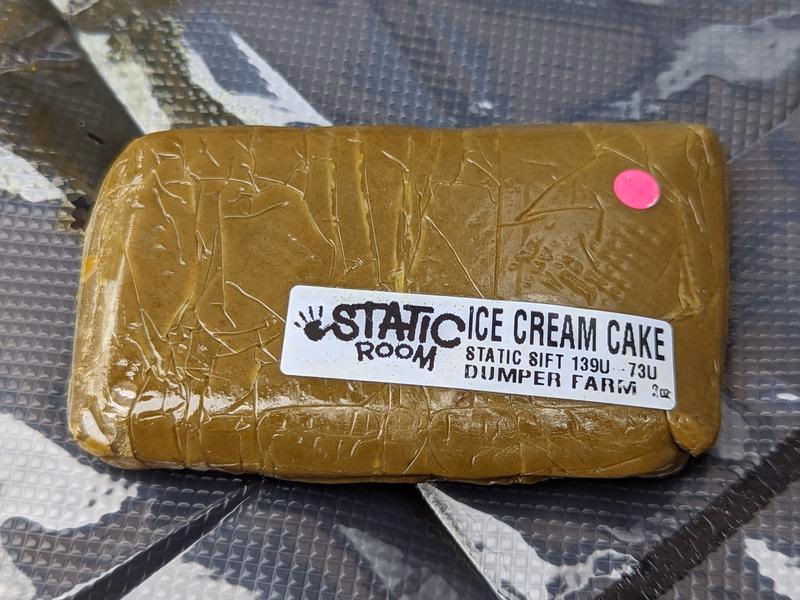 STATIC ROOM
ICE CREAM CAKE
STATIC SIFT 139U - 73U
DUMPER FARM 2oz